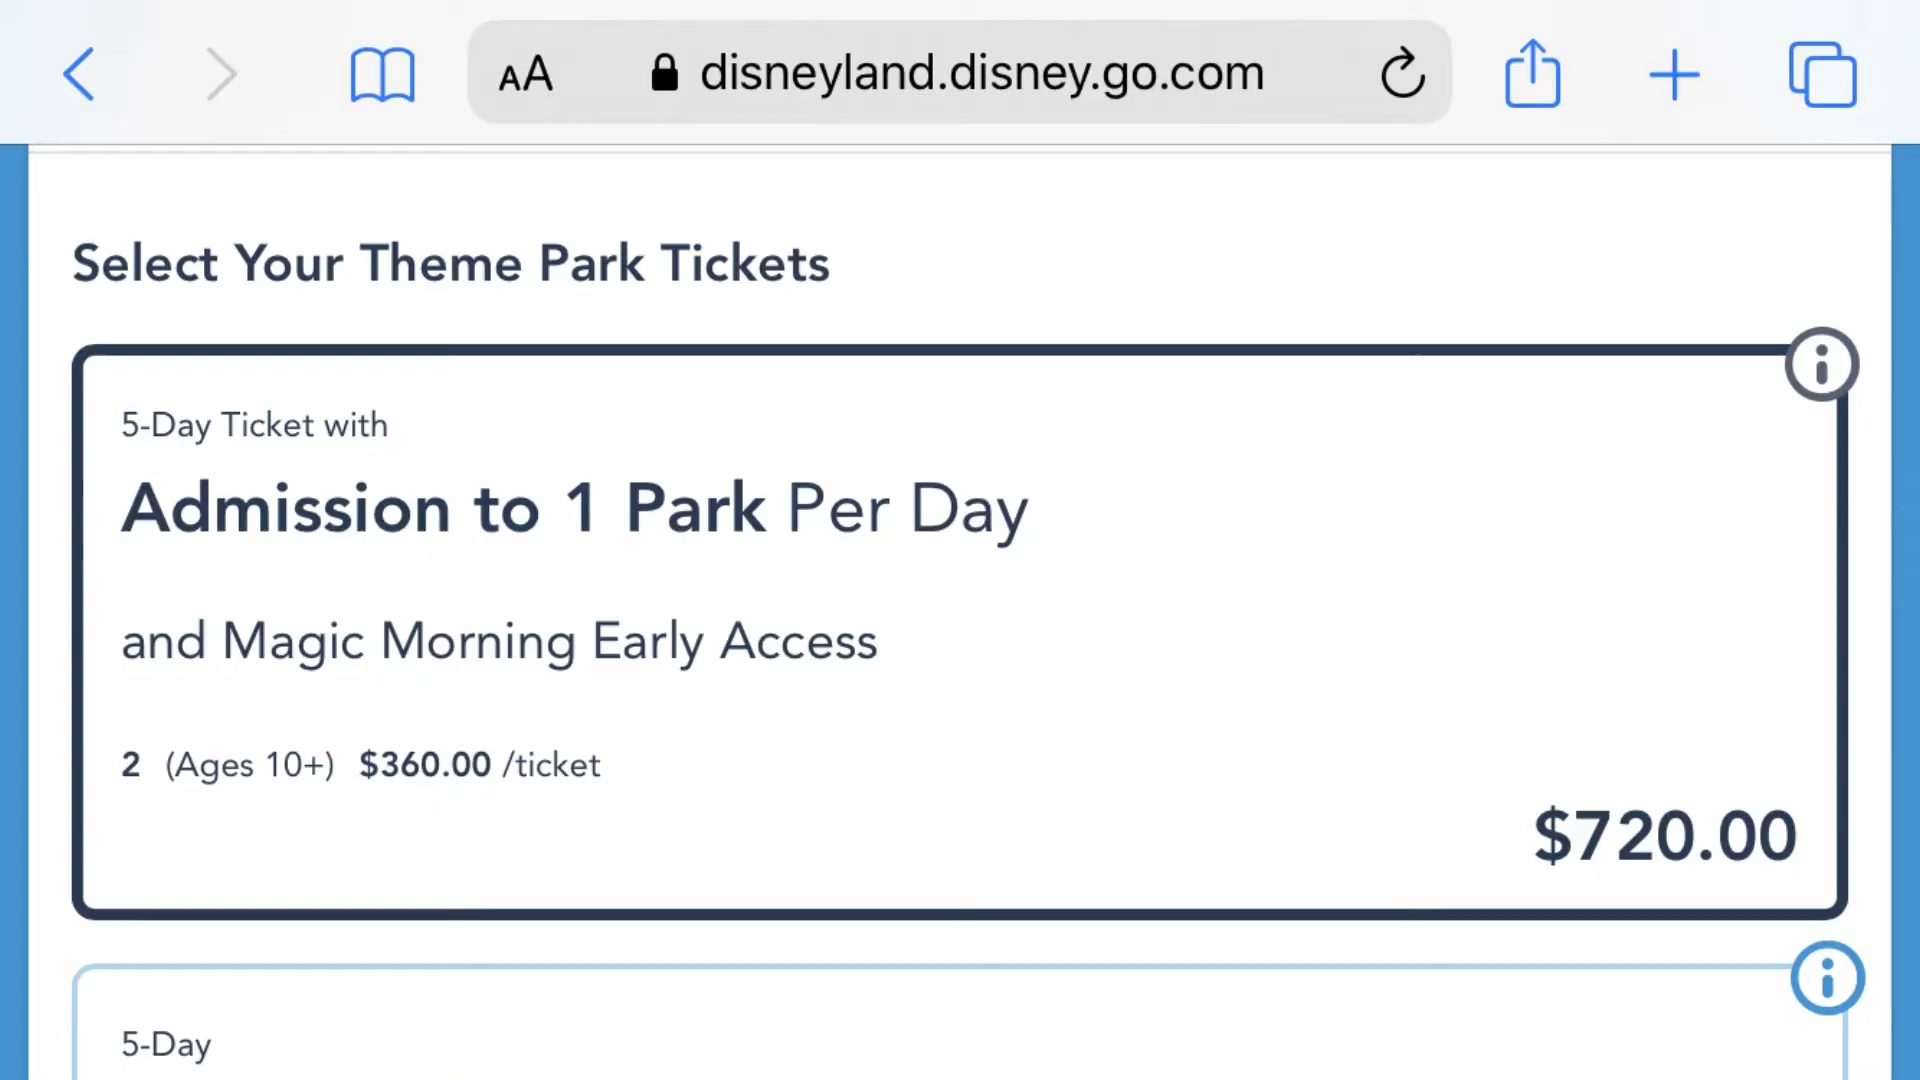 AA disneyland.disney.go.com
Select Your Theme Park Tickets
5-Day Ticket with
Admission to 1 Park Per Day
and Magic Morning Early Access
2 (Ages 10+) $360.00 /ticket
$720.00
5-Day